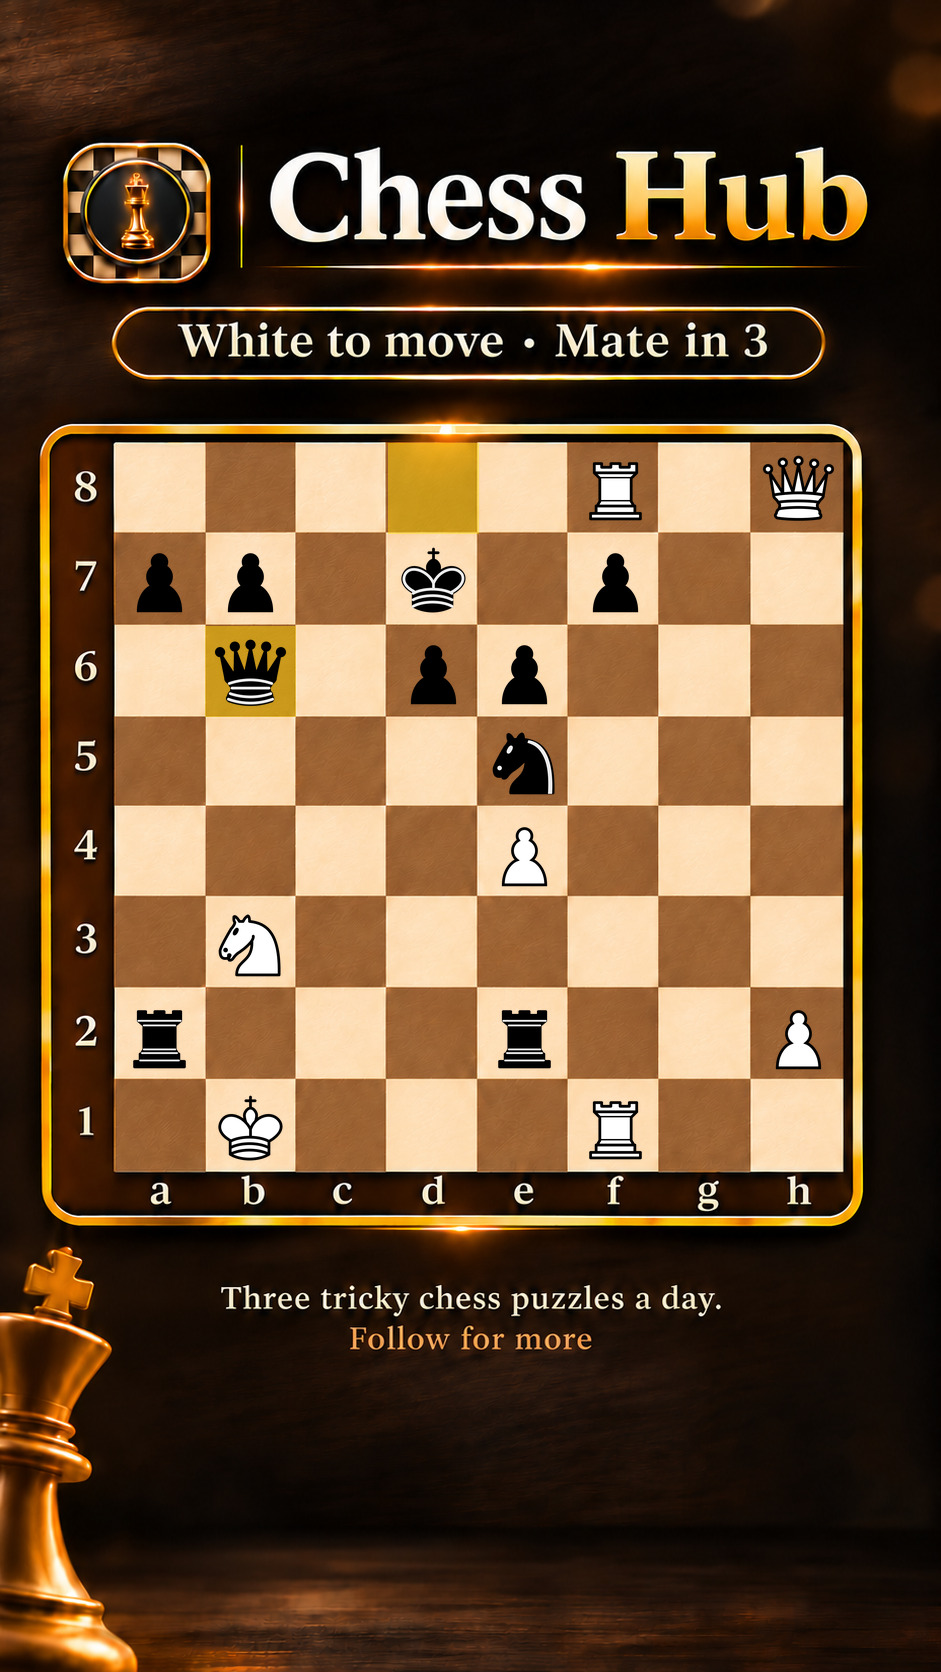 Chess Hub
White to move • Mate in 3
8
7
6
5
4
3
2
1
a b c d e f g h
Three tricky chess puzzles a day.
Follow for more